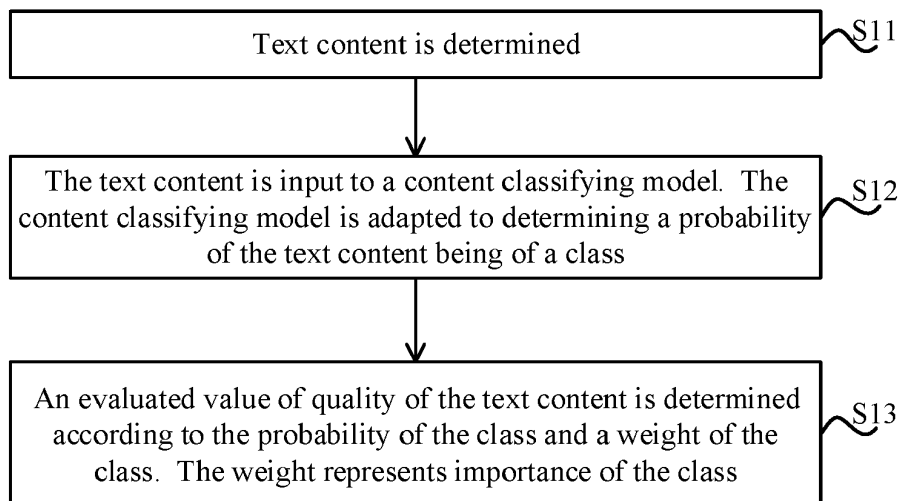 Text content is determined
S11
The text content is input to a content classifying model. The
content classifying model is adapted to determining a probability
of the text content being of a class
S12
An evaluated value of quality of the text content is determined
according to the probability of the class and a weight of the
class. The weight represents importance of the class
S13